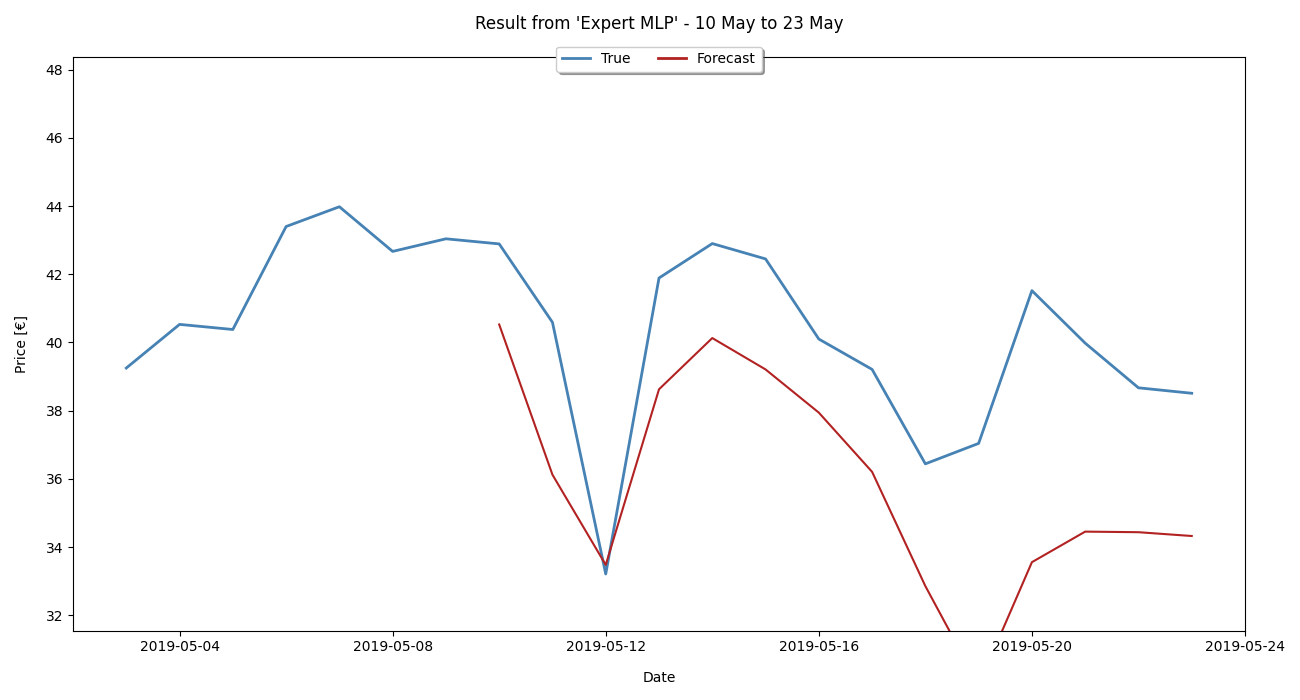 Result from 'Expert MLP' - 10 May to 23 May
True Forecast
48
46
44
42
40
38
36
34
32
Price [€]
2019-05-04 2019-05-08 2019-05-12 2019-05-16 2019-05-20 2019-05-24
Date